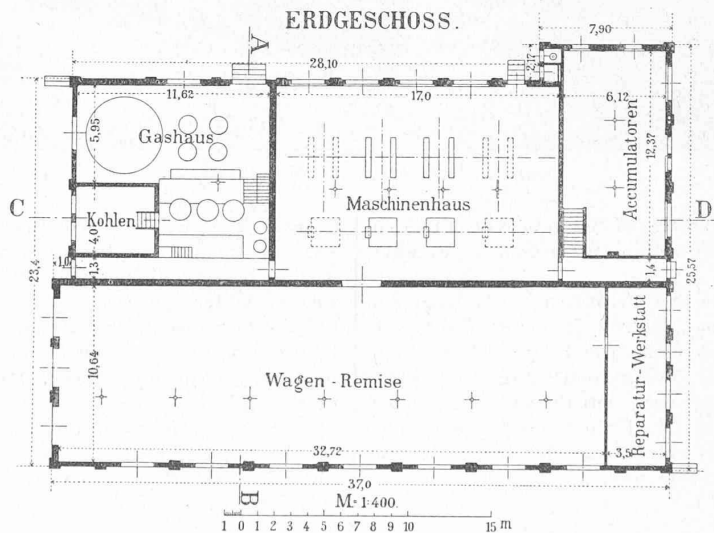 ERDGESCHOSS.
7,90
A
28,10
2,17
11,62
17,0
6,12
5,95
Gashaus
12,37
Accumulatoren
C
Kohlen
Maschinenhaus
D
4,0
1,0
1,3
1,4
23,4
25,57
10,64
Wagen - Remise
Reparatur-Werkstatt
32,72
3,5
37,0
B
M= 1:400.
1 0 1 2 3 4 5 6 7 8 9 10 15 m